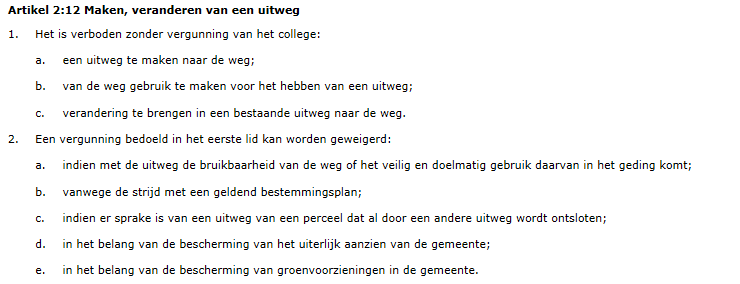 Artikel 2:12 Maken, veranderen van een uitweg
1. Het is verboden zonder vergunning van het college:
a. een uitweg te maken naar de weg;
b. van de weg gebruik te maken voor het hebben van een uitweg;
c. verandering te brengen in een bestaande uitweg naar de weg.
2. Een vergunning bedoeld in het eerste lid kan worden geweigerd:
a. indien met de uitweg de bruikbaarheid van de weg of het veilig en doelmatig gebruik daarvan in het geding komt;
b. vanwege de strijd met een geldend bestemmingsplan;
c. indien er sprake is van een uitweg van een perceel dat al door een andere uitweg wordt ontsloten;
d. in het belang van de bescherming van het uiterlijk aanzien van de gemeente;
e. in het belang van de bescherming van groenvoorzieningen in de gemeente.